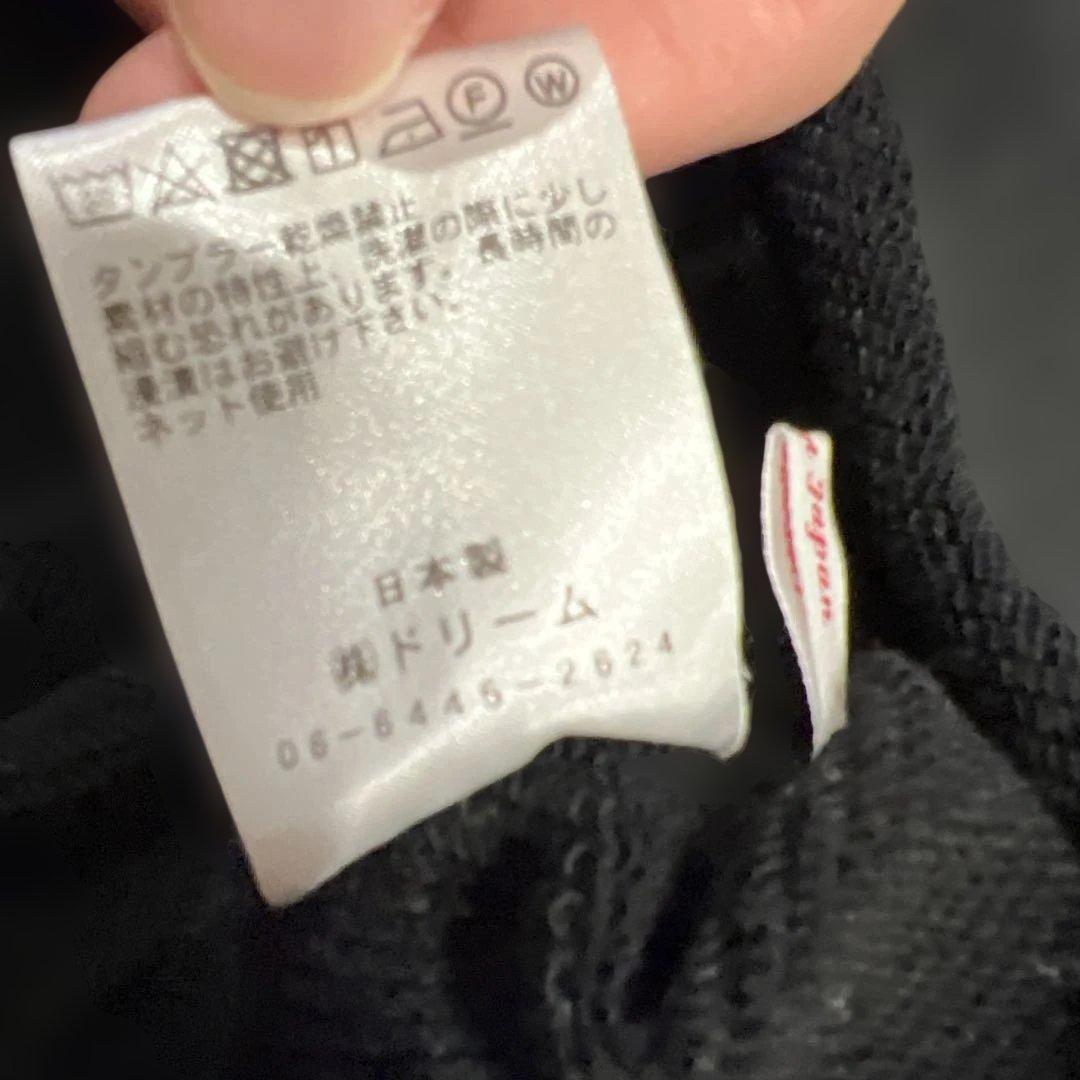 F W
タンブラー乾燥禁止
素材の特性上、洗濯の際に少し
縮む恐れがあります。長時間の
浸漬はお避け下さい。
ネット使用
日本製
㈱ドリーム
06-6445-2624
Japan